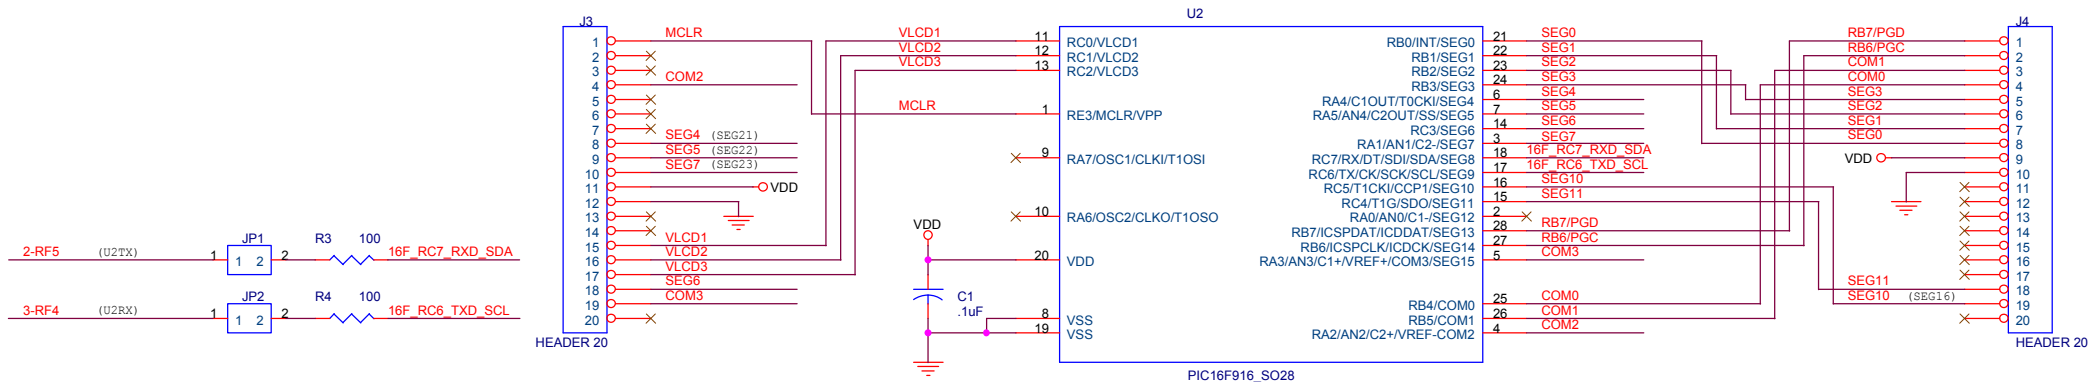 2-RF5 (U2TX) 1 JP1 1 2 2 R3 100 16F_RC7_RXD_SDA
3-RF4 (U2RX) 1 JP2 1 2 2 R4 100 16F_RC6_TXD_SCL
J3
1 MCLR
2
3
4 COM2
5
6
7
8 SEG4 (SEG21)
9 SEG5 (SEG22)
10 SEG7 (SEG23)
11 VDD
12
13
14
15 VLCD1
16 VLCD2
17 VLCD3
18 SEG6
19 COM3
20
HEADER 20
VDD
C1
.1uF
U2
VLCD1 11 RC0/VLCD1
VLCD2 12 RC1/VLCD2
VLCD3 13 RC2/VLCD3
MCLR 1 RE3/MCLR/VPP
9 RA7/OSC1/CLKI/T1OSI
10 RA6/OSC2/CLKO/T1OSO
20 VDD
8 VSS
19 VSS
RB0/INT/SEG0 21 SEG0
RB1/SEG1 22 SEG1
RB2/SEG2 23 SEG2
RB3/SEG3 24 SEG3
RA4/C1OUT/T0CKI/SEG4 6 SEG4
RA5/AN4/C2OUT/SS/SEG5 7 SEG5
RC3/SEG6 14 SEG6
RA1/AN1/C2-/SEG7 3 SEG7
RC7/RX/DT/SDI/SDA/SEG8 18 16F_RC7_RXD_SDA
RC6/TX/CK/SCK/SCL/SEG9 17 16F_RC6_TXD_SCL
RC5/T1CKI/CCP1/SEG10 16 SEG10
RC4/T1G/SDO/SEG11 15 SEG11
RA0/AN0/C1-/SEG12 2
RB7/ICSPDAT/ICDDAT/SEG13 28 RB7/PGD
RB6/ICSPCLK/ICDCK/SEG14 27 RB6/PGC
RA3/AN3/C1+/VREF+/COM3/SEG15 5 COM3
RB4/COM0 25 COM0
RB5/COM1 26 COM1
RA2/AN2/C2+/VREF-COM2 4 COM2
PIC16F916_SO28
J4
RB7/PGD 1
RB6/PGC 2
COM1 3
COM0 4
SEG3 5
SEG2 6
SEG1 7
SEG0 8
VDD 9
10
11
12
13
14
15
16
17
SEG11 18
SEG10 (SEG16) 19
20
HEADER 20